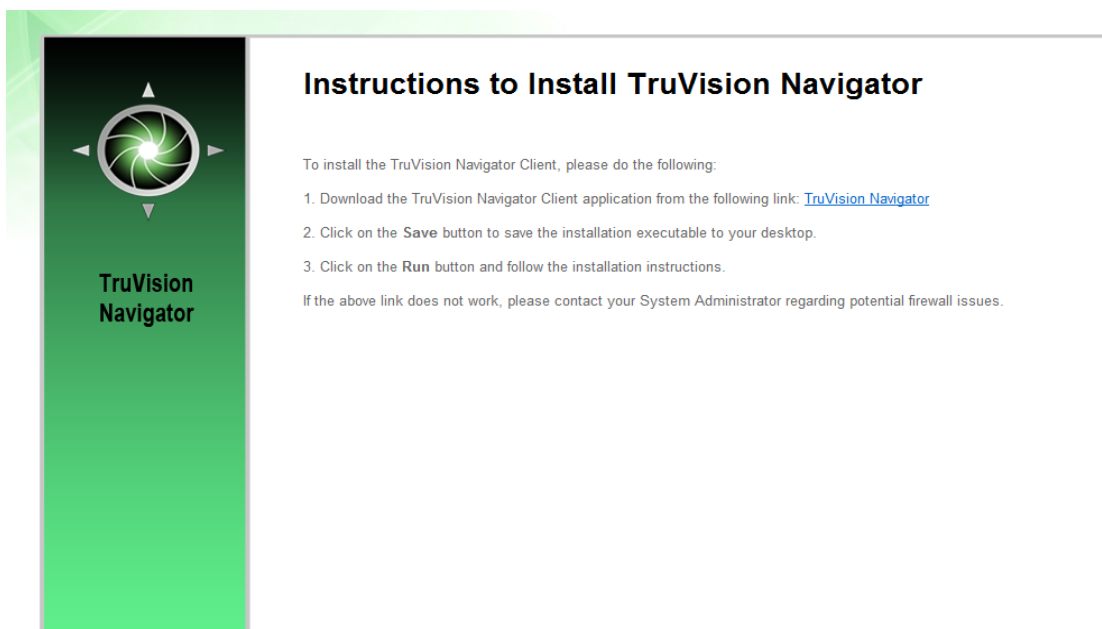 Instructions to Install TruVision Navigator
To install the TruVision Navigator Client, please do the following:
1. Download the TruVision Navigator Client application from the following link: TruVision Navigator
2. Click on the Save button to save the installation executable to your desktop.
3. Click on the Run button and follow the installation instructions.
If the above link does not work, please contact your System Administrator regarding potential firewall issues.
TruVision
Navigator